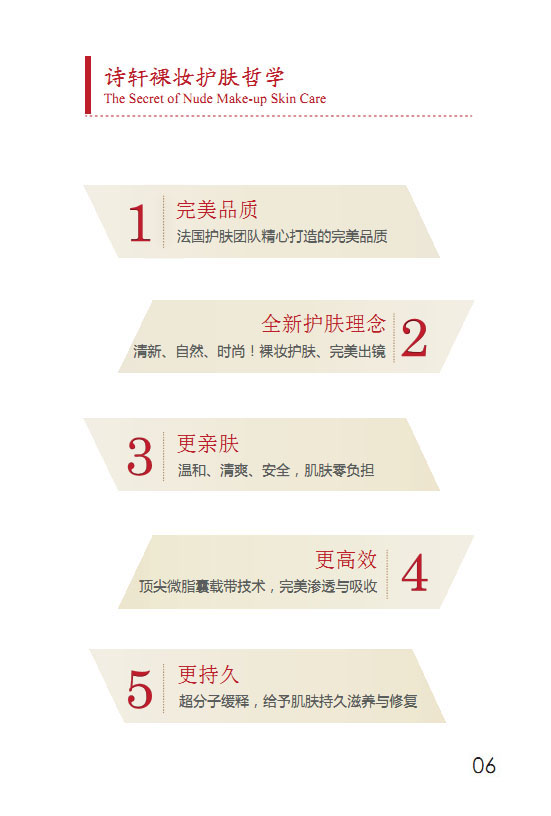 诗轩裸妆护肤哲学
The Secret of Nude Make-up Skin Care
1
完美品质
法国护肤团队精心打造的完美品质
全新护肤理念
清新、自然、时尚！裸妆护肤、完美出镜
2
3
更亲肤
温和、清爽、安全，肌肤零负担
更高效
顶尖微脂囊载带技术，完美渗透与吸收
4
5
更持久
超分子缓释，给予肌肤持久滋养与修复
06